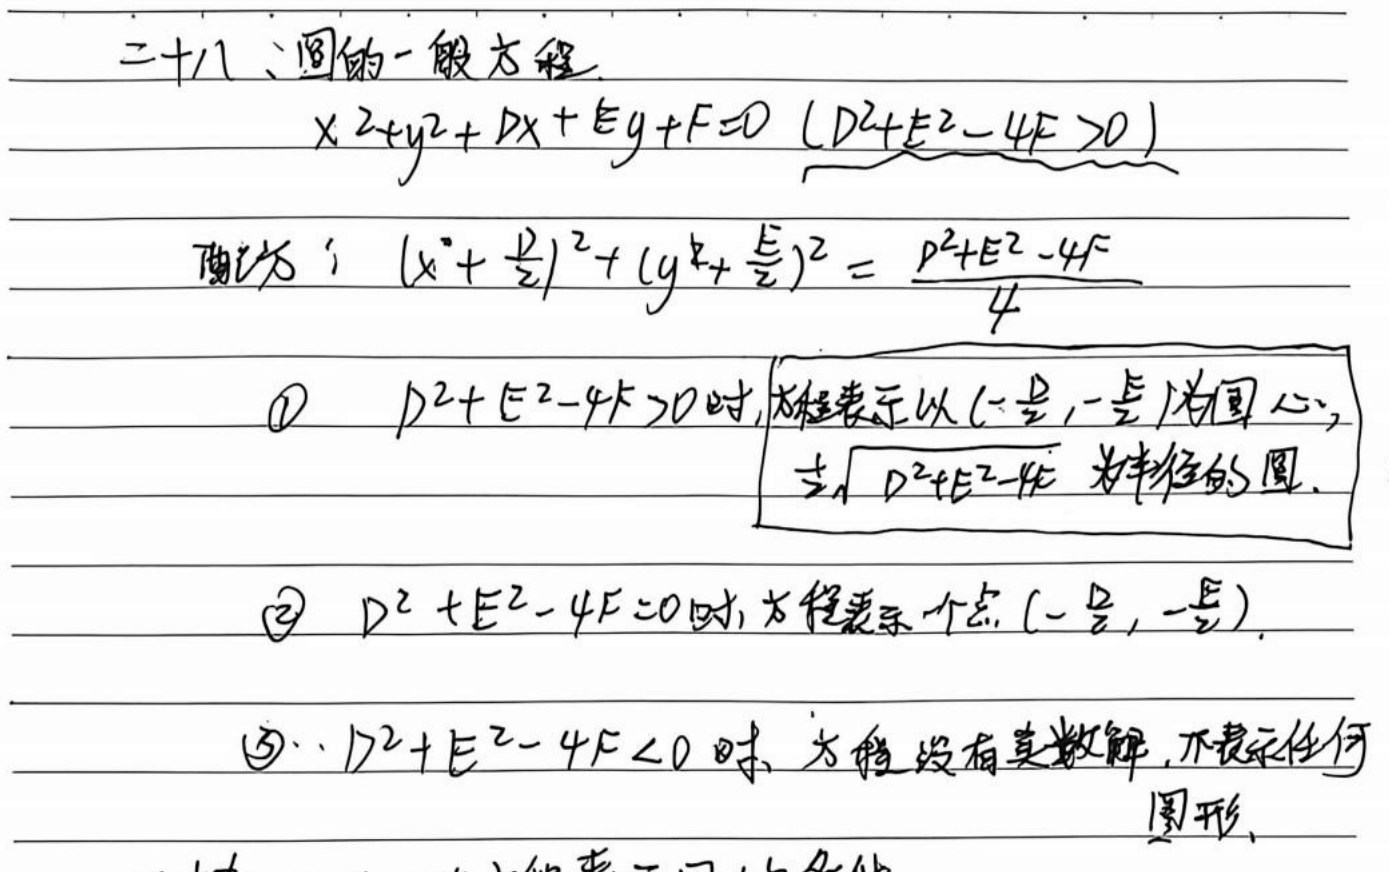 二十八、圆的一般方程.
x²+y²+Dx+Ey+F=0 (D²+E²-4F>0)
配方: (x+D/2)²+(y+E/2)² = (D²+E²-4F)/4
① D²+E²-4F>0时,方程表示以(-D/2,-E/2)为圆心,
1/2√(D²+E²-4F) 为半径的圆.
② D²+E²-4F=0时,方程表示一个点(-D/2,-E/2).
③ D²+E²-4F<0时、方程没有实数解,不表示任何
图形、